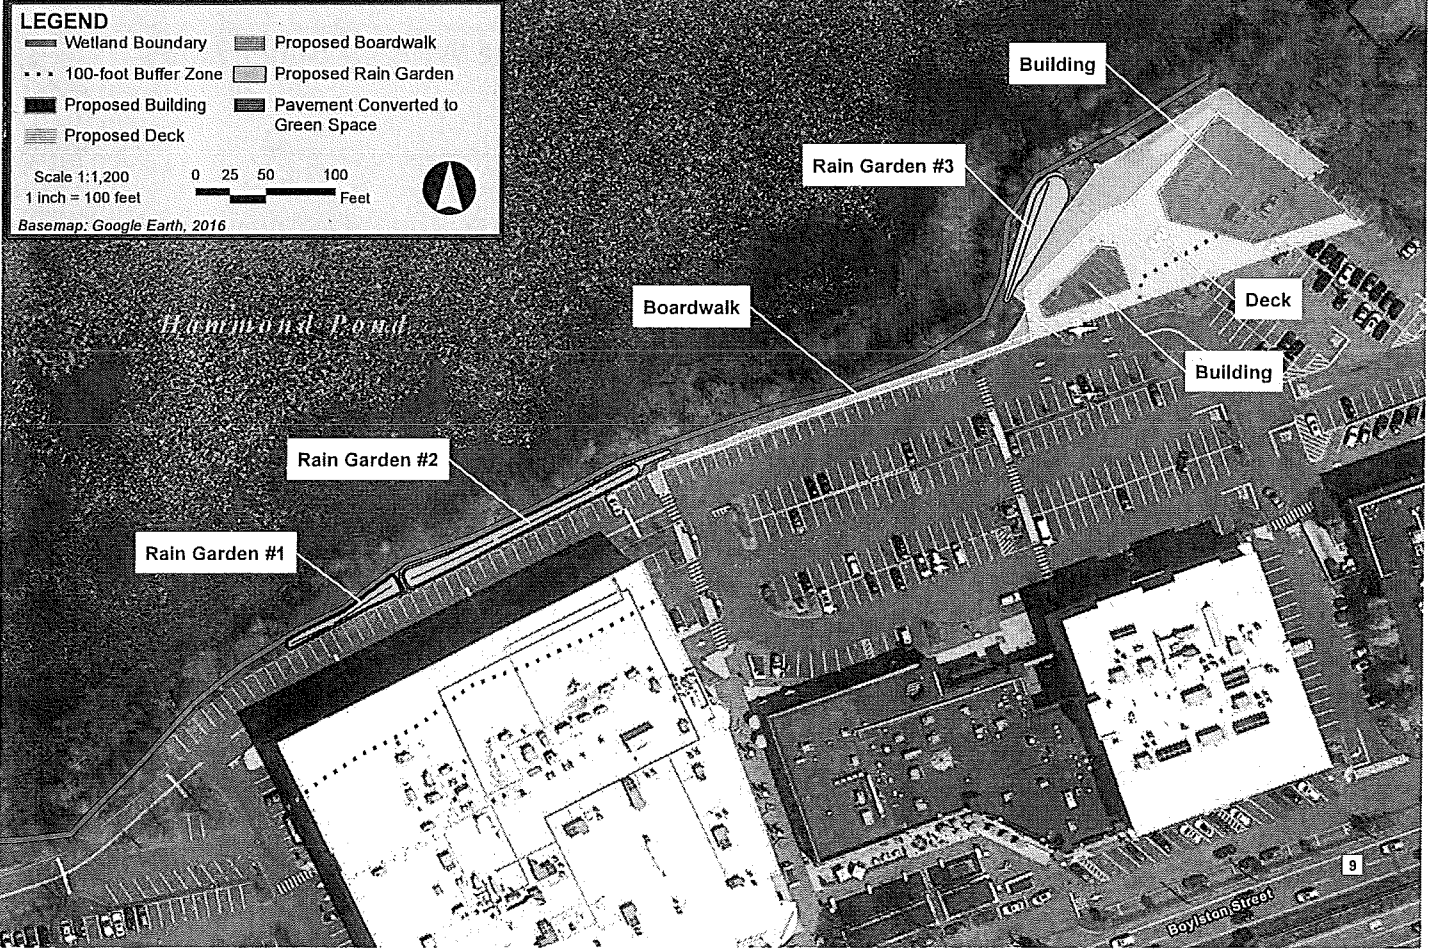 LEGEND
Wetland Boundary
100-foot Buffer Zone
Proposed Building
Proposed Deck
Proposed Boardwalk
Proposed Rain Garden
Pavement Converted to
Green Space
Scale 1:1,200
1 inch = 100 feet
0 25 50 100
Feet
Basemap: Google Earth, 2016
Building
Rain Garden #3
Boardwalk
Deck
Building
Hammond Pond
Rain Garden #2
Rain Garden #1
9
Boylston Street